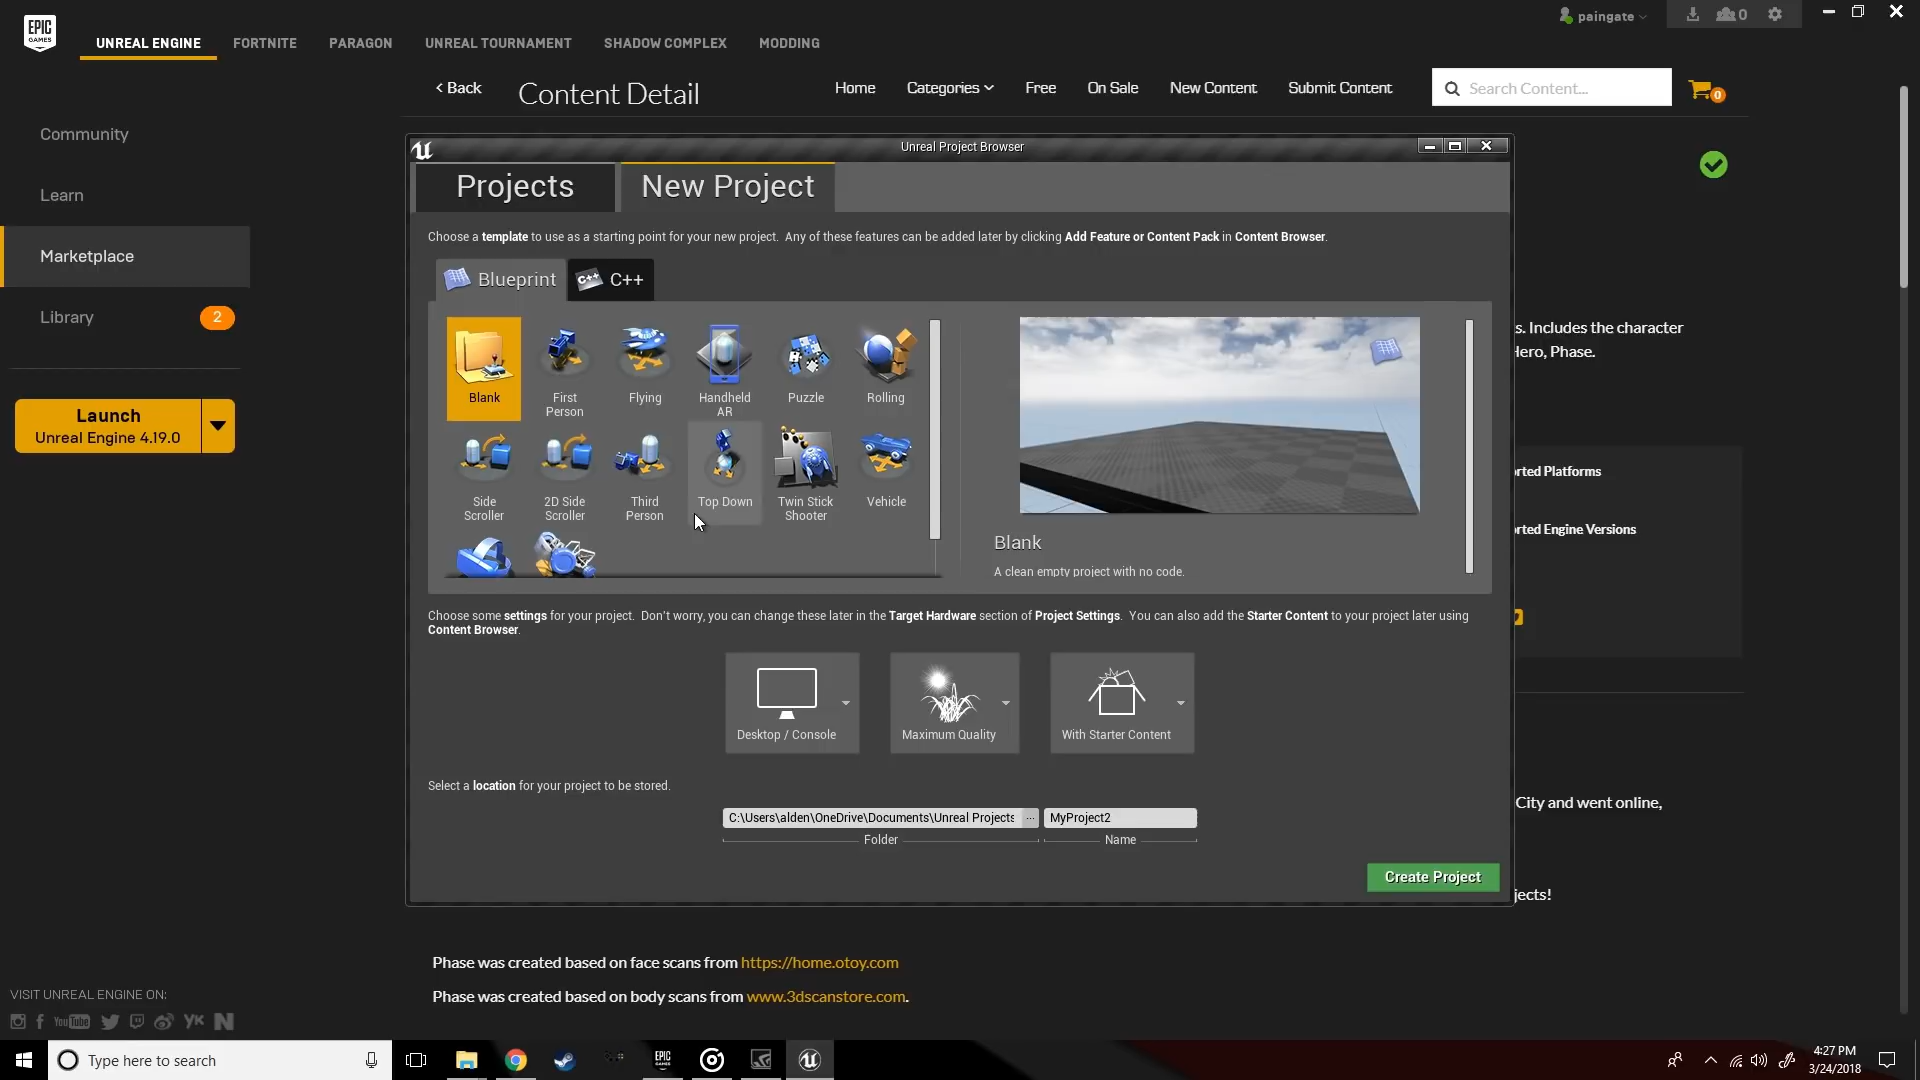 EPIC GAMES
UNREAL ENGINE
FORTNITE
PARAGON
UNREAL TOURNAMENT
SHADOW COMPLEX
MODDING
paingate
0
< Back
Content Detail
Home
Categories
Free
On Sale
New Content
Submit Content
Search Content...
0
Community
Learn
Marketplace
Library
2
Launch
Unreal Engine 4.19.0
Unreal Project Browser
Projects
New Project
Choose a template to use as a starting point for your new project. Any of these features can be added later by clicking Add Feature or Content Pack in Content Browser.
Blueprint
C++
C++
Blank
First
Person
Flying
Handheld
AR
Puzzle
Rolling
Side
Scroller
2D Side
Scroller
Third
Person
Top Down
Twin Stick
Shooter
Vehicle
Blank
A clean empty project with no code.
Choose some settings for your project. Don't worry, you can change these later in the Target Hardware section of Project Settings. You can also add the Starter Content to your project later using
Content Browser.
Desktop / Console
Maximum Quality
With Starter Content
Select a location for your project to be stored.
C:\Users\alden\OneDrive\Documents\Unreal Projects
...
MyProject2
Folder
Name
Create Project
s. Includes the character
Hero, Phase.
orted Platforms
orted Engine Versions
City and went online,
jects!
Phase was created based on face scans from https://home.otoy.com
Phase was created based on body scans from www.3dscanstore.com.
VISIT UNREAL ENGINE ON:
YouTube
Type here to search
EPIC GAMES
4:27 PM
3/24/2018